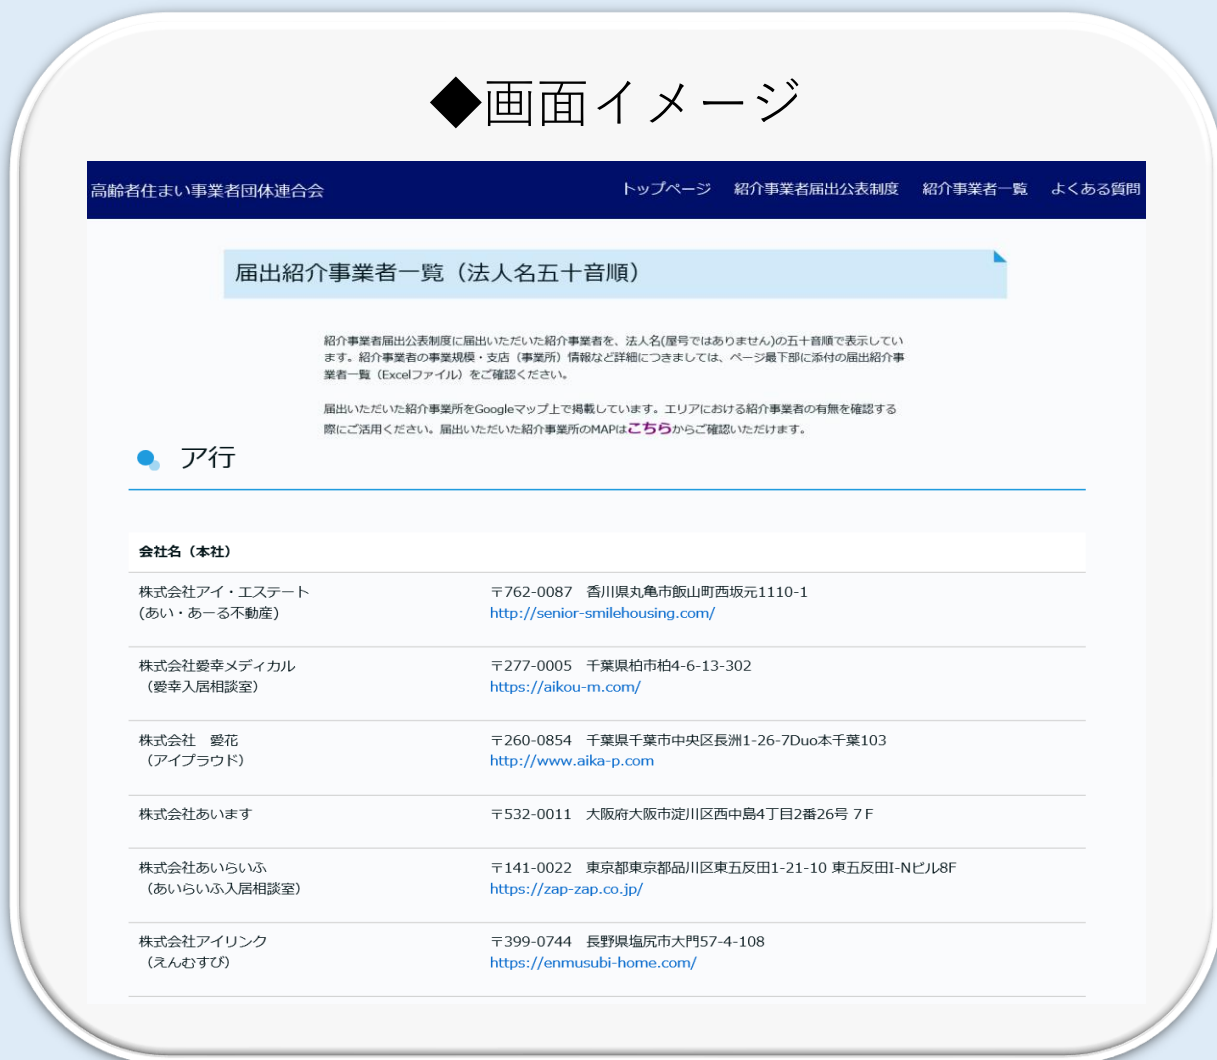 ◆画面イメージ
高齢者住まい事業者団体連合会 トップページ 紹介事業者届出公表制度 紹介事業者一覧 よくある質問
届出紹介事業者一覧（法人名五十音順）
紹介事業者届出公表制度に届出いただいた紹介事業者を、法人名(屋号ではありません)の五十音順で表示してい
ます。紹介事業者の事業規模・支店（事業所）情報など詳細につきましては、ページ最下部に添付の届出紹介事
業者一覧（Excelファイル）をご確認ください。
届出いただいた紹介事業所をGoogleマップ上で掲載しています。エリアにおける紹介事業者の有無を確認する
際にご活用ください。届出いただいた紹介事業所のMAPはこちらからご確認いただけます。
ア行
会社名（本社）
株式会社アイ・エステート 〒762-0087　香川県丸亀市飯山町西坂元1110-1
(あい・あーる不動産) http://senior-smilehousing.com/
株式会社愛幸メディカル 〒277-0005　千葉県柏市柏4-6-13-302
（愛幸入居相談室） https://aikou-m.com/
株式会社　愛花 〒260-0854　千葉県千葉市中央区長洲1-26-7Duo本千葉103
（アイプラウド） http://www.aika-p.com
株式会社あいます 〒532-0011　大阪府大阪市淀川区西中島4丁目2番26号７F
株式会社あいらいふ 〒141-0022　東京都東京都品川区東五反田1-21-10 東五反田I-Nビル8F
（あいらいふ入居相談室） https://zap-zap.co.jp/
株式会社アイリンク 〒399-0744　長野県塩尻市大門57-4-108
（えんむすび） https://enmusubi-home.com/